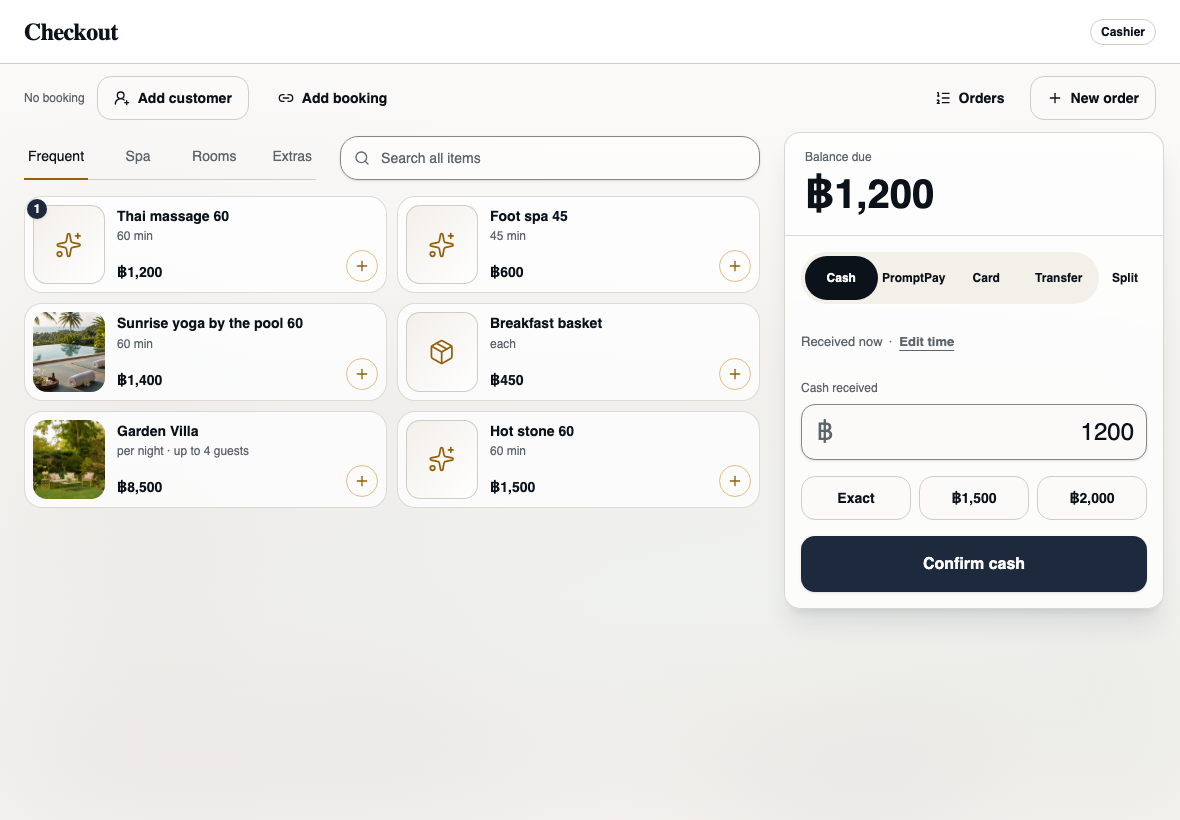 Checkout
Cashier
No booking
Add customer
Add booking
Orders
New order
Frequent
Spa
Rooms
Extras
Search all items
1
Thai massage 60
60 min
฿1,200
Foot spa 45
45 min
฿600
Sunrise yoga by the pool 60
60 min
฿1,400
Breakfast basket
each
฿450
Garden Villa
per night · up to 4 guests
฿8,500
Hot stone 60
60 min
฿1,500
Balance due
฿1,200
Cash
PromptPay
Card
Transfer
Split
Received now · Edit time
Cash received
฿ 1200
Exact
฿1,500
฿2,000
Confirm cash